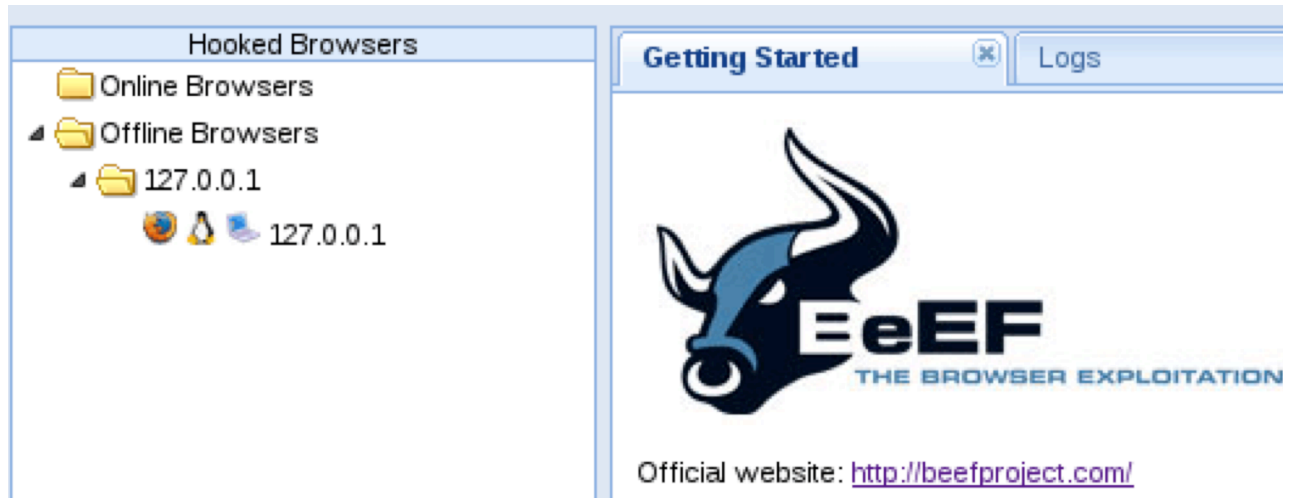 Hooked Browsers
Online Browsers
Offline Browsers
127.0.0.1
127.0.0.1
Getting Started
Logs
BeEF
THE BROWSER EXPLOITATION
Official website: http://beefproject.com/